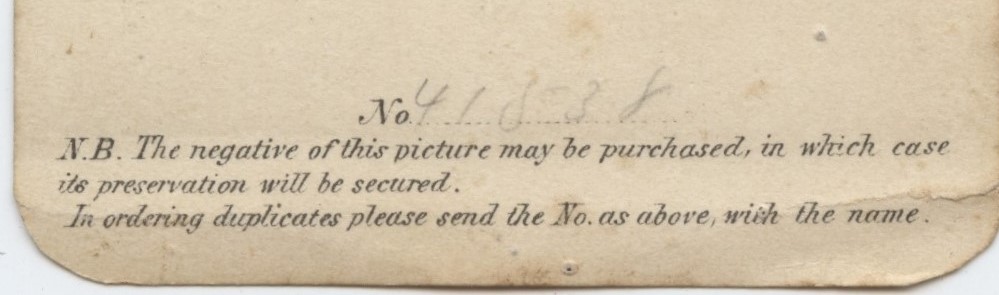 No. 41838
N.B. The negative of this picture may be purchased, in which case
its preservation will be secured.
In ordering duplicates please send the No. as above, with the name.